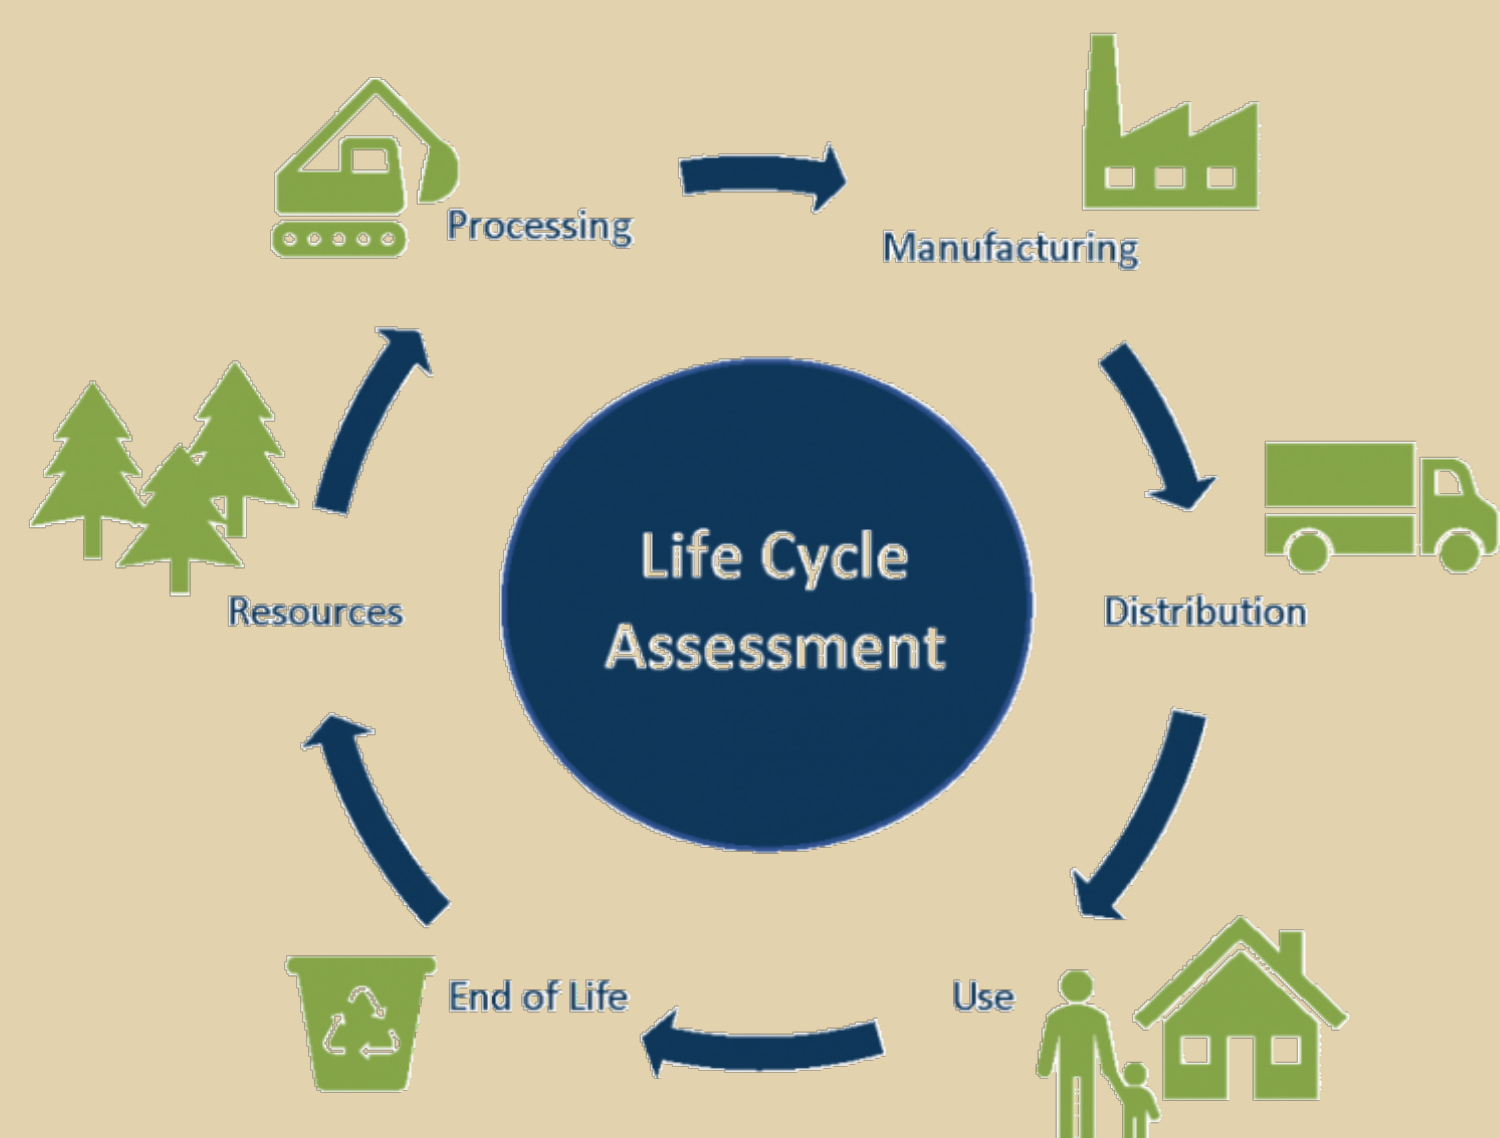 Processing
Manufacturing
Life Cycle
Assessment
Resources
Distribution
End of Life
Use